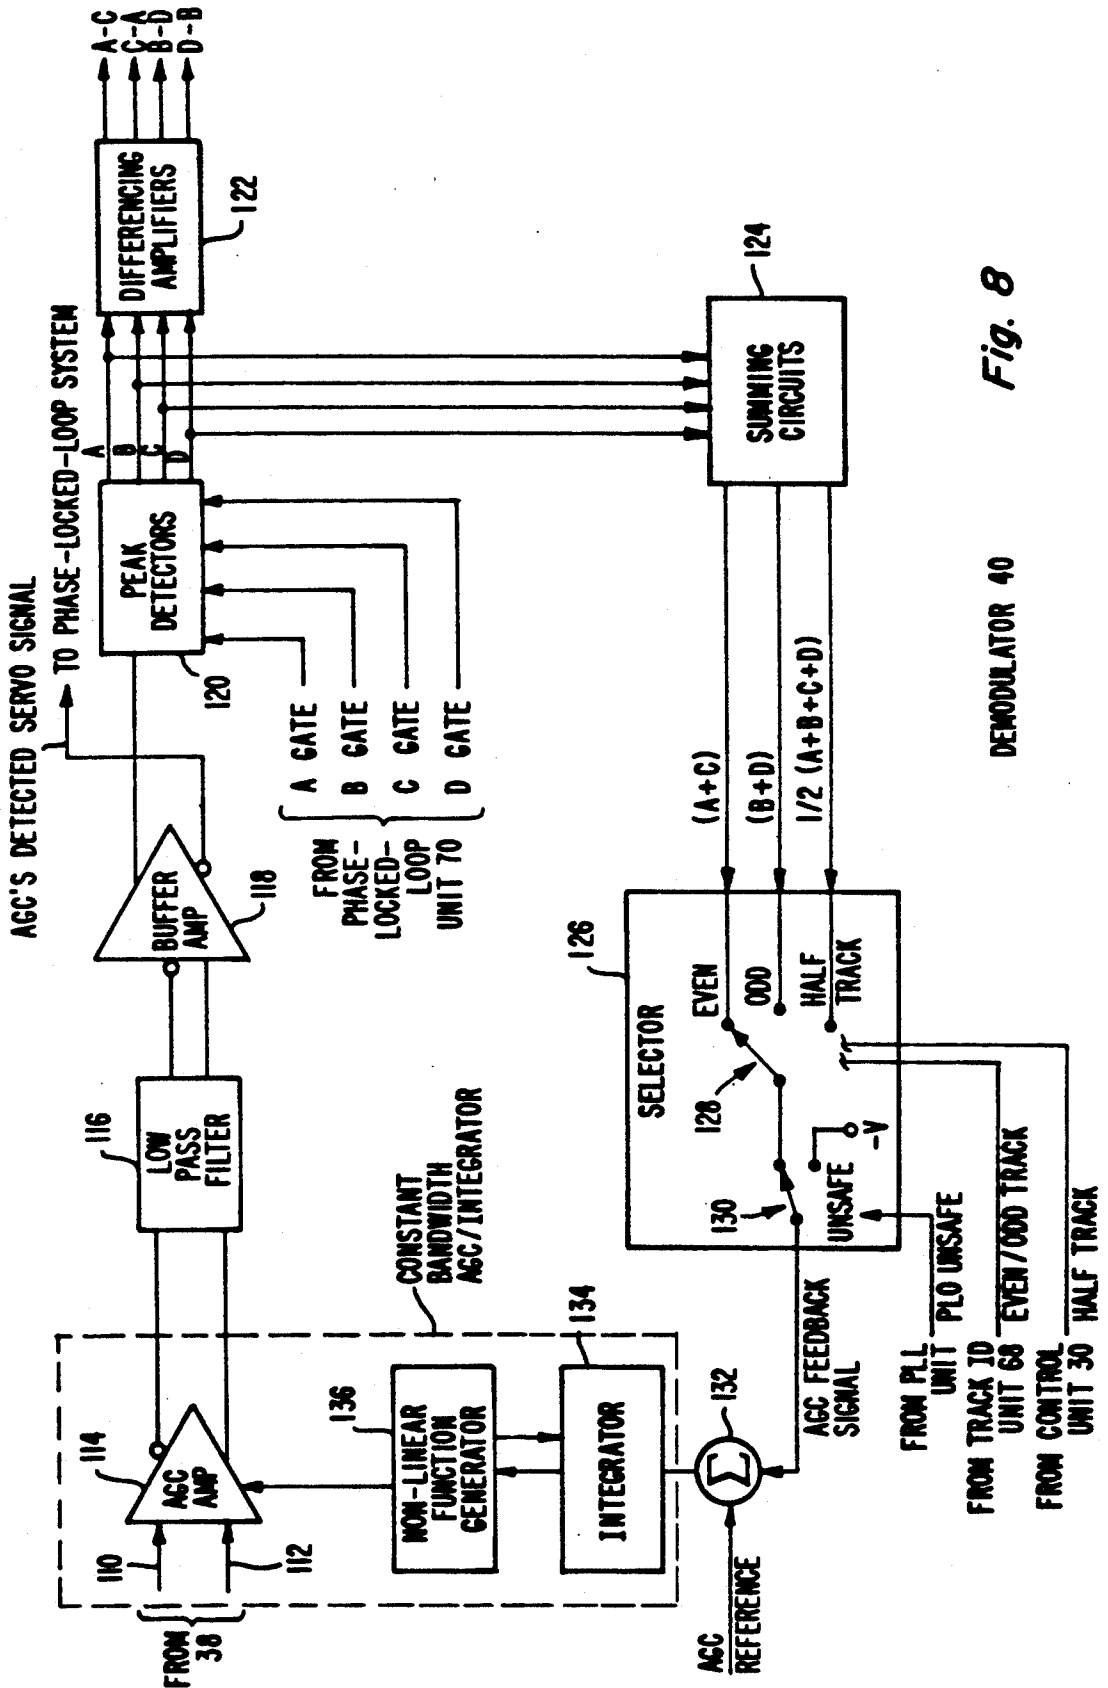 FROM
38
110
112
114
AGC
AMP
116
LOW
PASS
FILTER
BUFFER
AMP
118
AGC'S DETECTED SERVO SIGNAL
TO PHASE-LOCKED-LOOP SYSTEM
PEAK
DETECTORS
120
A
B
C
D
DIFFERENCING
AMPLIFIERS
122
A-C
C-A
B-D
D-B
FROM
PHASE-
LOCKED-
LOOP
UNIT 70
A GATE
B GATE
C GATE
D GATE
136
NON-LINEAR
FUNCTION
GENERATOR
CONSTANT
BANDWIDTH
AGC/INTEGRATOR
INTEGRATOR
134
AGC
REFERENCE
Σ
132
AGC FEEDBACK
SIGNAL
SELECTOR
126
130
128
EVEN
ODD
HALF
TRACK
UNSAFE
-V
(A+C)
(B+D)
1/2 (A+B+C+D)
SUMMING
CIRCUITS
124
FROM PLL
UNIT PLO UNSAFE
FROM TRACK ID
UNIT 68 EVEN/ODD TRACK
FROM CONTROL
UNIT 30 HALF TRACK
DEMODULATOR 40
Fig. 8